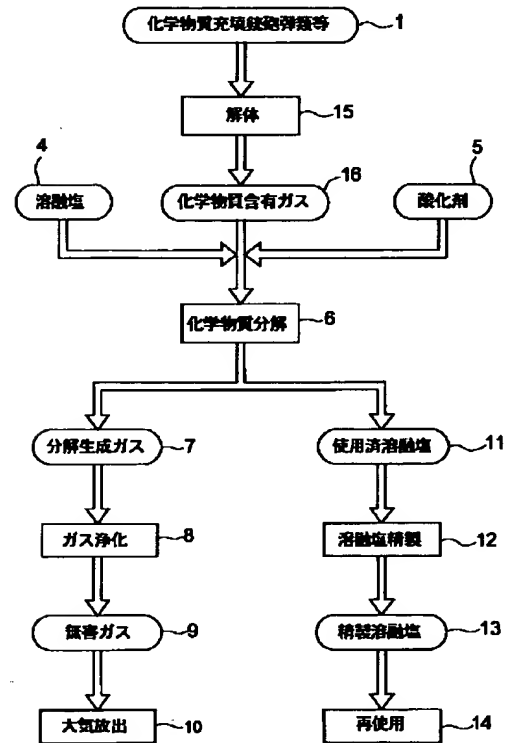 化学物質充填銃砲弾類等 1
解体 15
4 5
溶融塩 化学物質含有ガス 16 酸化剤
化学物質分解 6
分解生成ガス 7 使用済溶融塩 11
ガス浄化 8 溶融塩精製 12
無害ガス 9 精製溶融塩 13
大気放出 10 再使用 14